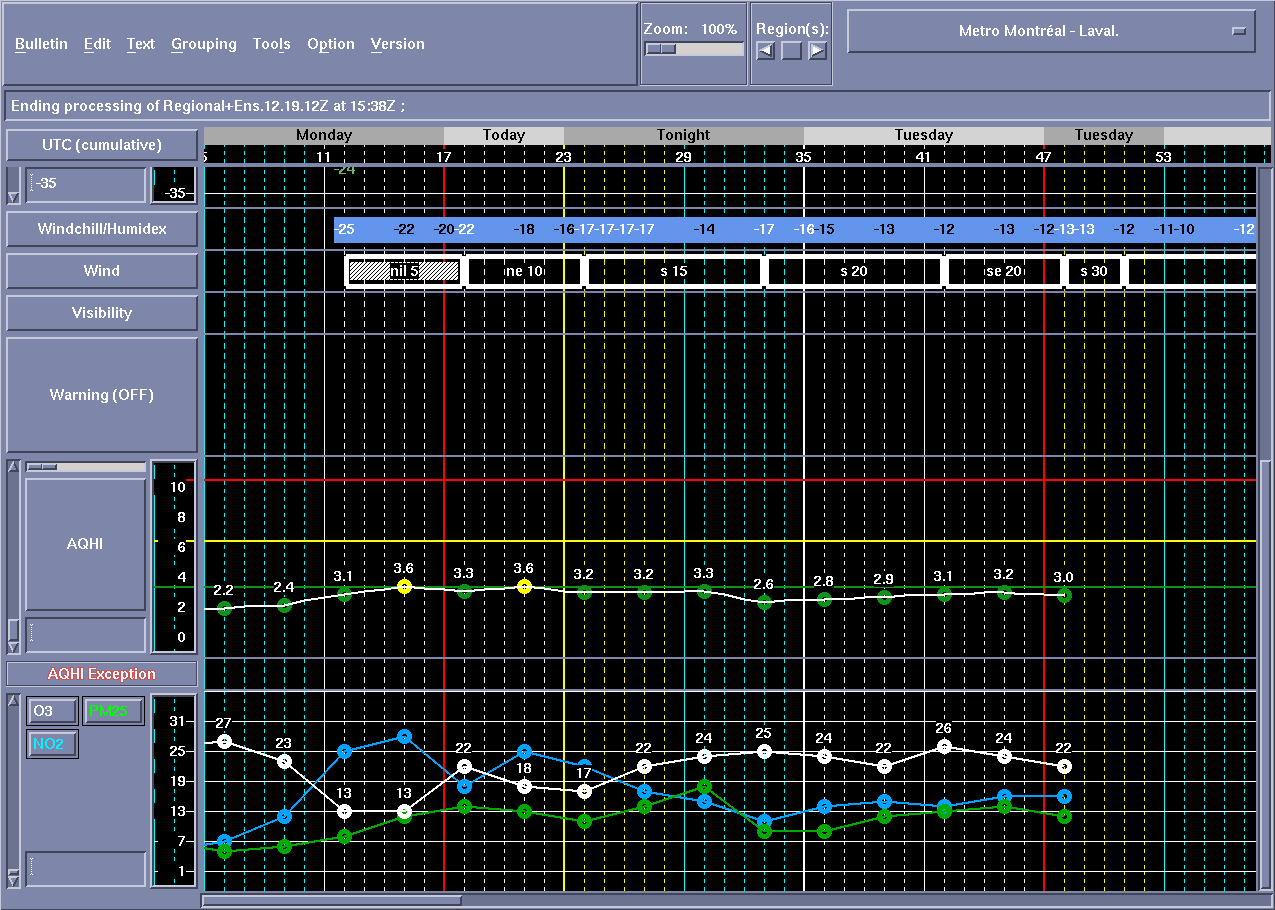 Bulletin Edit Text Grouping Tools Option Version
Zoom: 100%
Region(s):
Metro Montréal - Laval.
Ending processing of Regional+Ens.12.19.12Z at 15:38Z ;
UTC (cumulative)
Monday Today Tonight Tuesday Tuesday
11 17 23 29 35 41 47 53
-35
-35
-24
Windchill/Humidex
-25 -22 -20-22 -18 -16-17-17-17-17 -14 -17 -16-15 -13 -12 -13 -12-13-13 -12 -11-10 -12
Wind
nil 5 ne 10 s 15 s 20 se 20 s 30
Visibility
Warning (OFF)
AQHI
10
8
6
4
2
0
2.2 2.4 3.1 3.6 3.3 3.6 3.2 3.2 3.3 2.6 2.8 2.9 3.1 3.2 3.0
AQHI Exception
O3 PM25
NO2
31
25
19
13
7
1
27 23 13 13 22 18 17 22 24 25 24 22 26 24 22